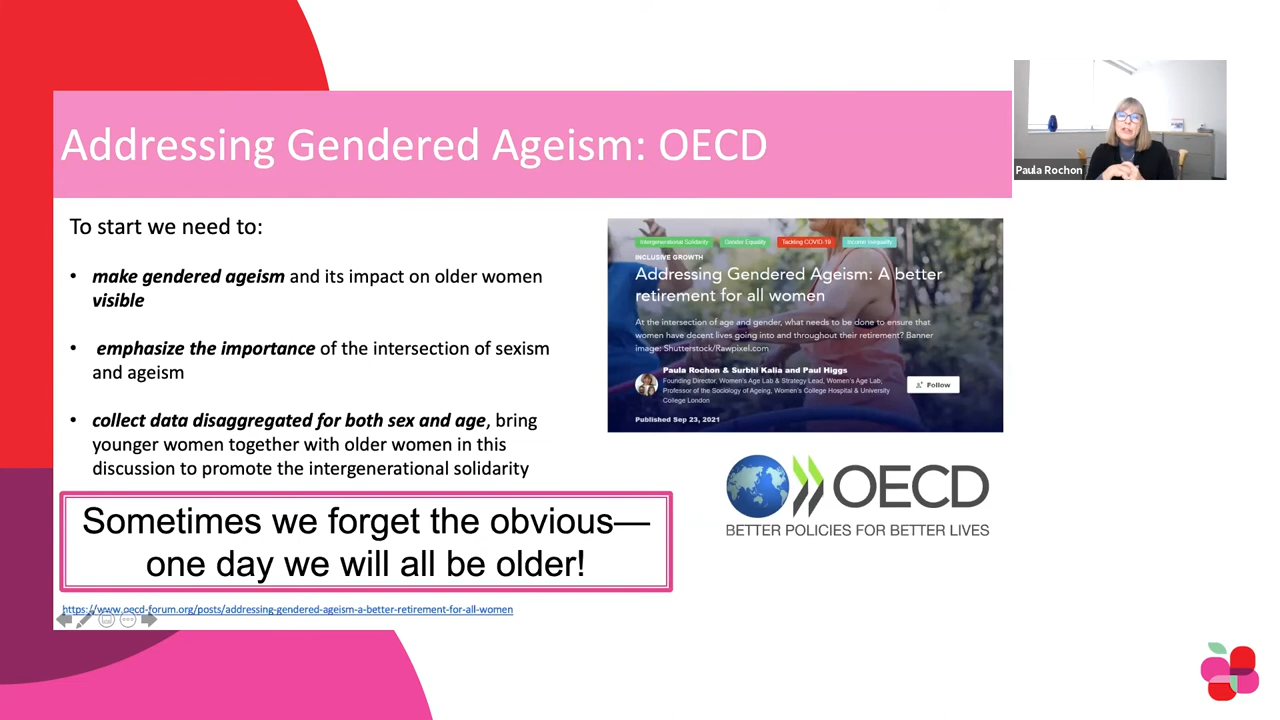 Addressing Gendered Ageism: OECD
To start we need to:
• make gendered ageism and its impact on older women
visible
• emphasize the importance of the intersection of sexism
and ageism
• collect data disaggregated for both sex and age, bring
younger women together with older women in this
discussion to promote the intergenerational solidarity
Sometimes we forget the obvious—
one day we will all be older!
https://www.oecd-forum.org/posts/addressing-gendered-ageism-a-better-retirement-for-all-women
Intergenerational Solidarity
Gender Equality
Tackling COVID-19
Income Inequality
INCLUSIVE GROWTH
Addressing Gendered Ageism: A better
retirement for all women
At the intersection of age and gender, what needs to be done to ensure that
women have decent lives going into and throughout their retirement? Banner
image: Shutterstock/Rawpixel.com
Paula Rochon & Surbhi Kalia and Paul Higgs
Founding Director, Women's Age Lab & Strategy Lead, Women's Age Lab,
Professor of the Sociology of Ageing, Women's College Hospital & University
College London
Follow
Published Sep 23, 2021
OECD
BETTER POLICIES FOR BETTER LIVES
Paula Rochon